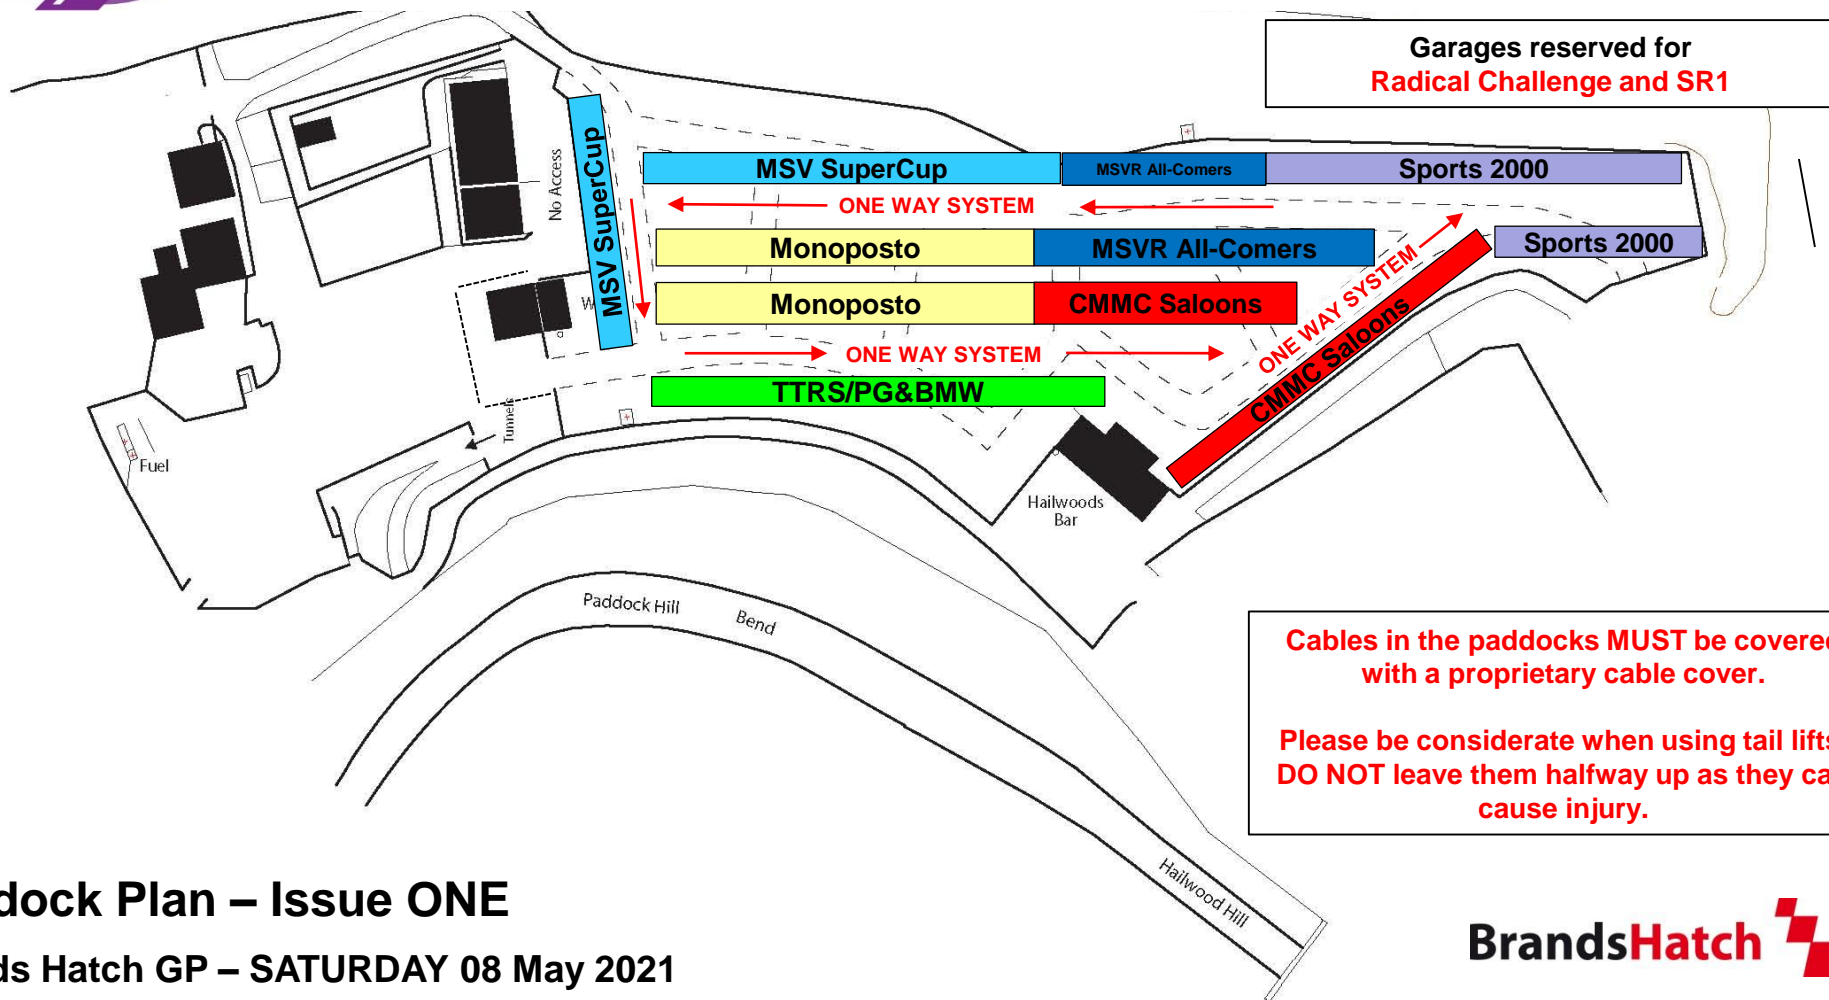 Garages reserved for
Radical Challenge and SR1
MSV SuperCup
MSVR All-Comers
Sports 2000
No Access
MSV SuperCup
ONE WAY SYSTEM
Monoposto
MSVR All-Comers
Sports 2000
Monoposto
CMMC Saloons
ONE WAY SYSTEM
ONE WAY SYSTEM
CMMC Saloons
TTRS/PG&BMW
Tunnels
Fuel
Hailwoods
Bar
Paddock Hill
Bend
Hailwood Hill
Cables in the paddocks MUST be covered
with a proprietary cable cover.
Please be considerate when using tail lifts
DO NOT leave them halfway up as they ca
cause injury.
dock Plan – Issue ONE
ds Hatch GP – SATURDAY 08 May 2021
BrandsHatch